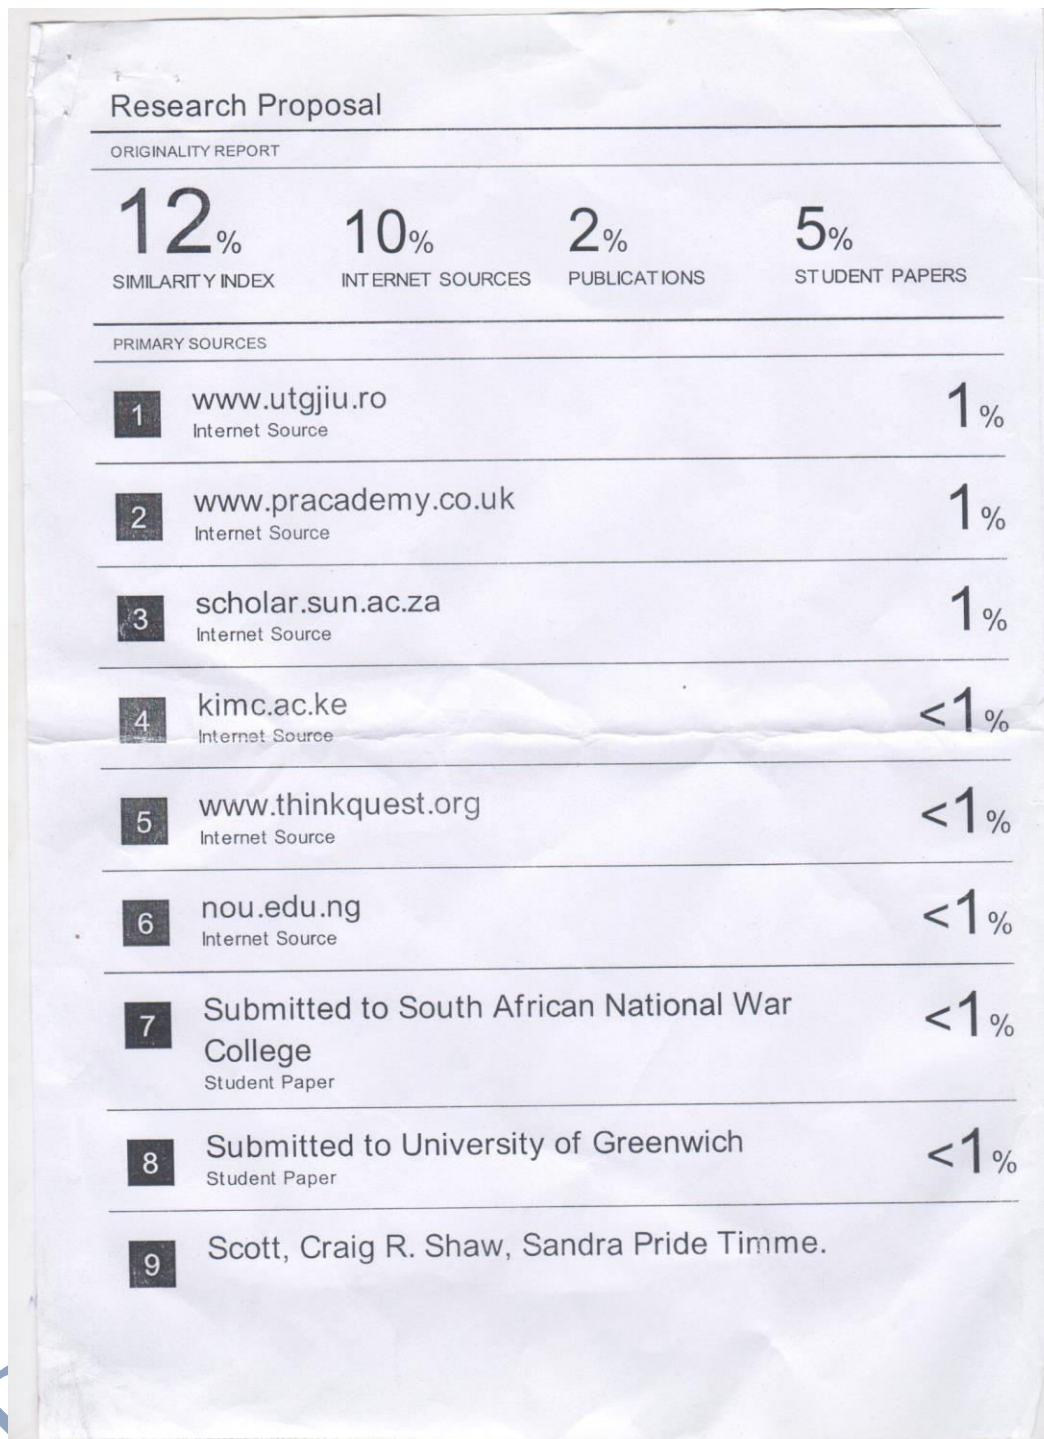 Research Proposal
ORIGINALITY REPORT
12% 10% 2% 5%
SIMILARITY INDEX INTERNET SOURCES PUBLICATIONS STUDENT PAPERS
PRIMARY SOURCES
1 www.utgjiu.ro 1%
Internet Source
2 www.pracademy.co.uk 1%
Internet Source
3 scholar.sun.ac.za 1%
Internet Source
4 kimc.ac.ke <1%
Internet Source
5 www.thinkquest.org <1%
Internet Source
6 nou.edu.ng <1%
Internet Source
7 Submitted to South African National War <1%
College
Student Paper
8 Submitted to University of Greenwich <1%
Student Paper
9 Scott, Craig R. Shaw, Sandra Pride Timme.